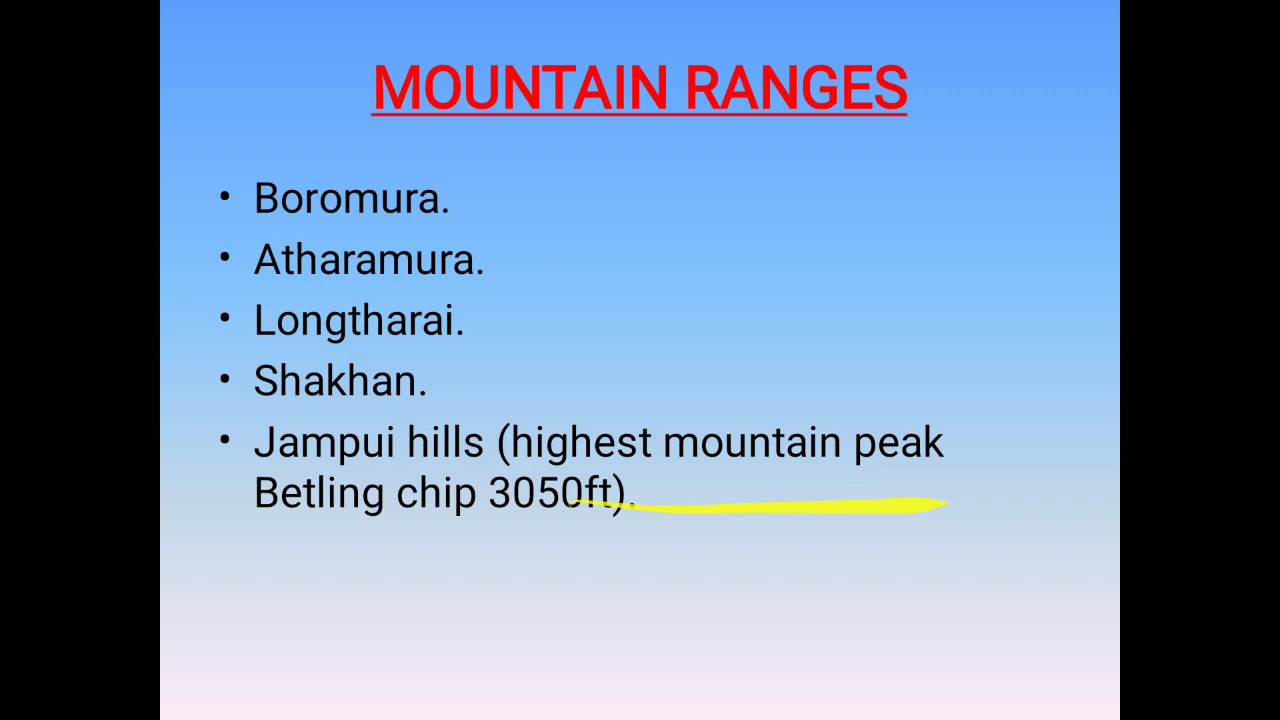 MOUNTAIN RANGES
• Boromura.
• Atharamura.
• Longtharai.
• Shakhan.
• Jampui hills (highest mountain peak
Betling chip 3050ft).